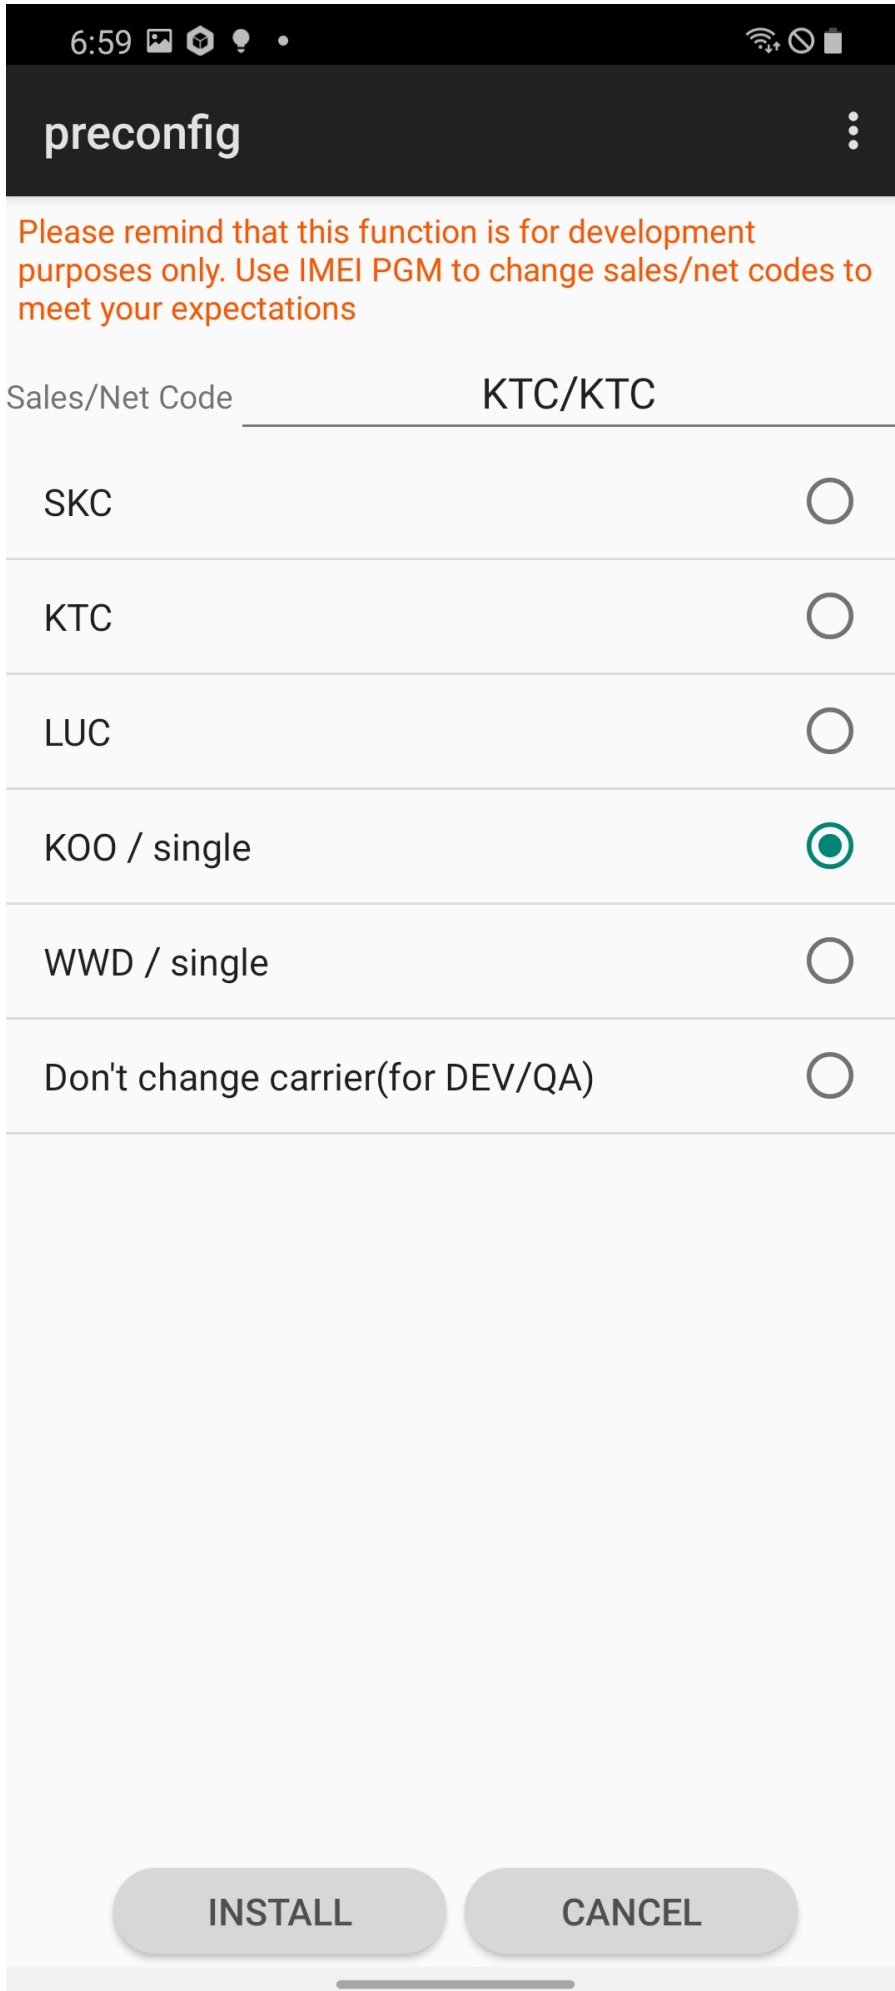 6:59
preconfig
Please remind that this function is for development
purposes only. Use IMEI PGM to change sales/net codes to
meet your expectations
Sales/Net Code KTC/KTC
SKC
KTC
LUC
KOO / single
WWD / single
Don't change carrier(for DEV/QA)
INSTALL CANCEL